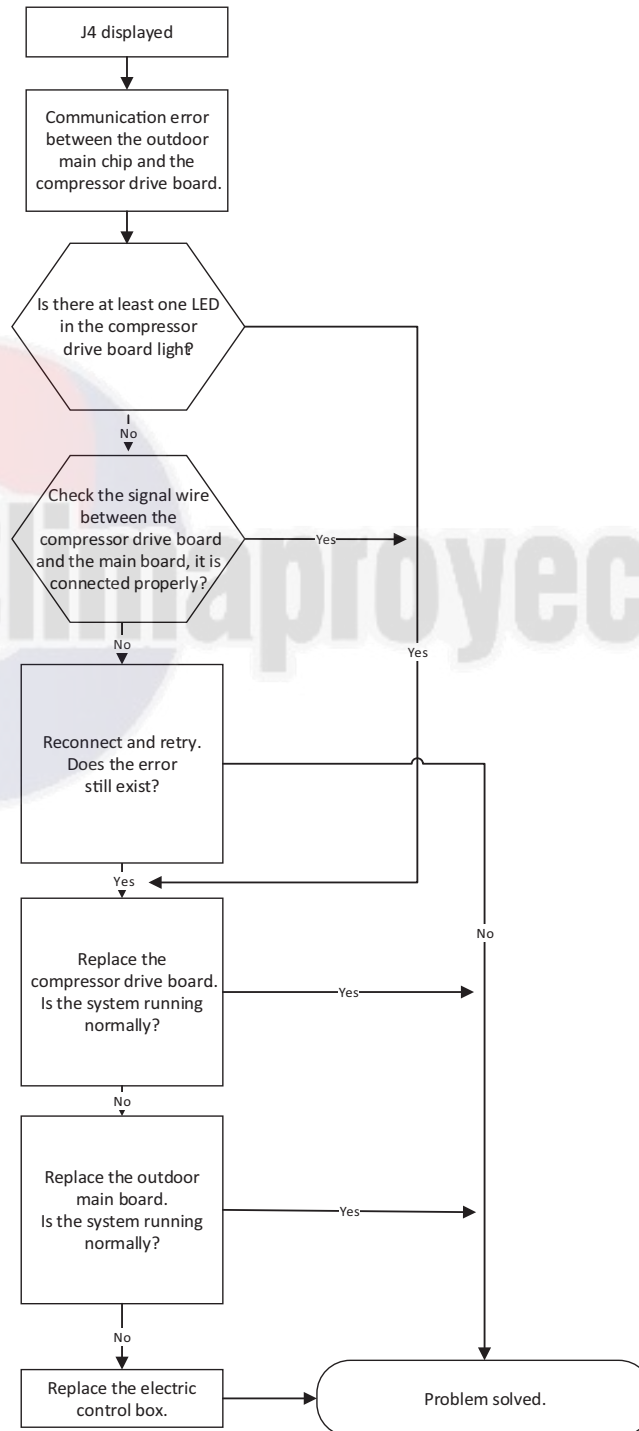 J4 displayed
Communication error
between the outdoor
main chip and the
compressor drive board.
Is there at least one LED
in the compressor
drive board light?
No
Check the signal wire
between the
compressor drive board
and the main board, it is
connected properly?
Yes
No
Yes
Reconnect and retry.
Does the error
still exist?
Yes
No
Replace the
compressor drive board.
Is the system running
normally?
Yes
No
Replace the outdoor
main board.
Is the system running
normally?
Yes
No
Replace the electric
control box.
Problem solved.